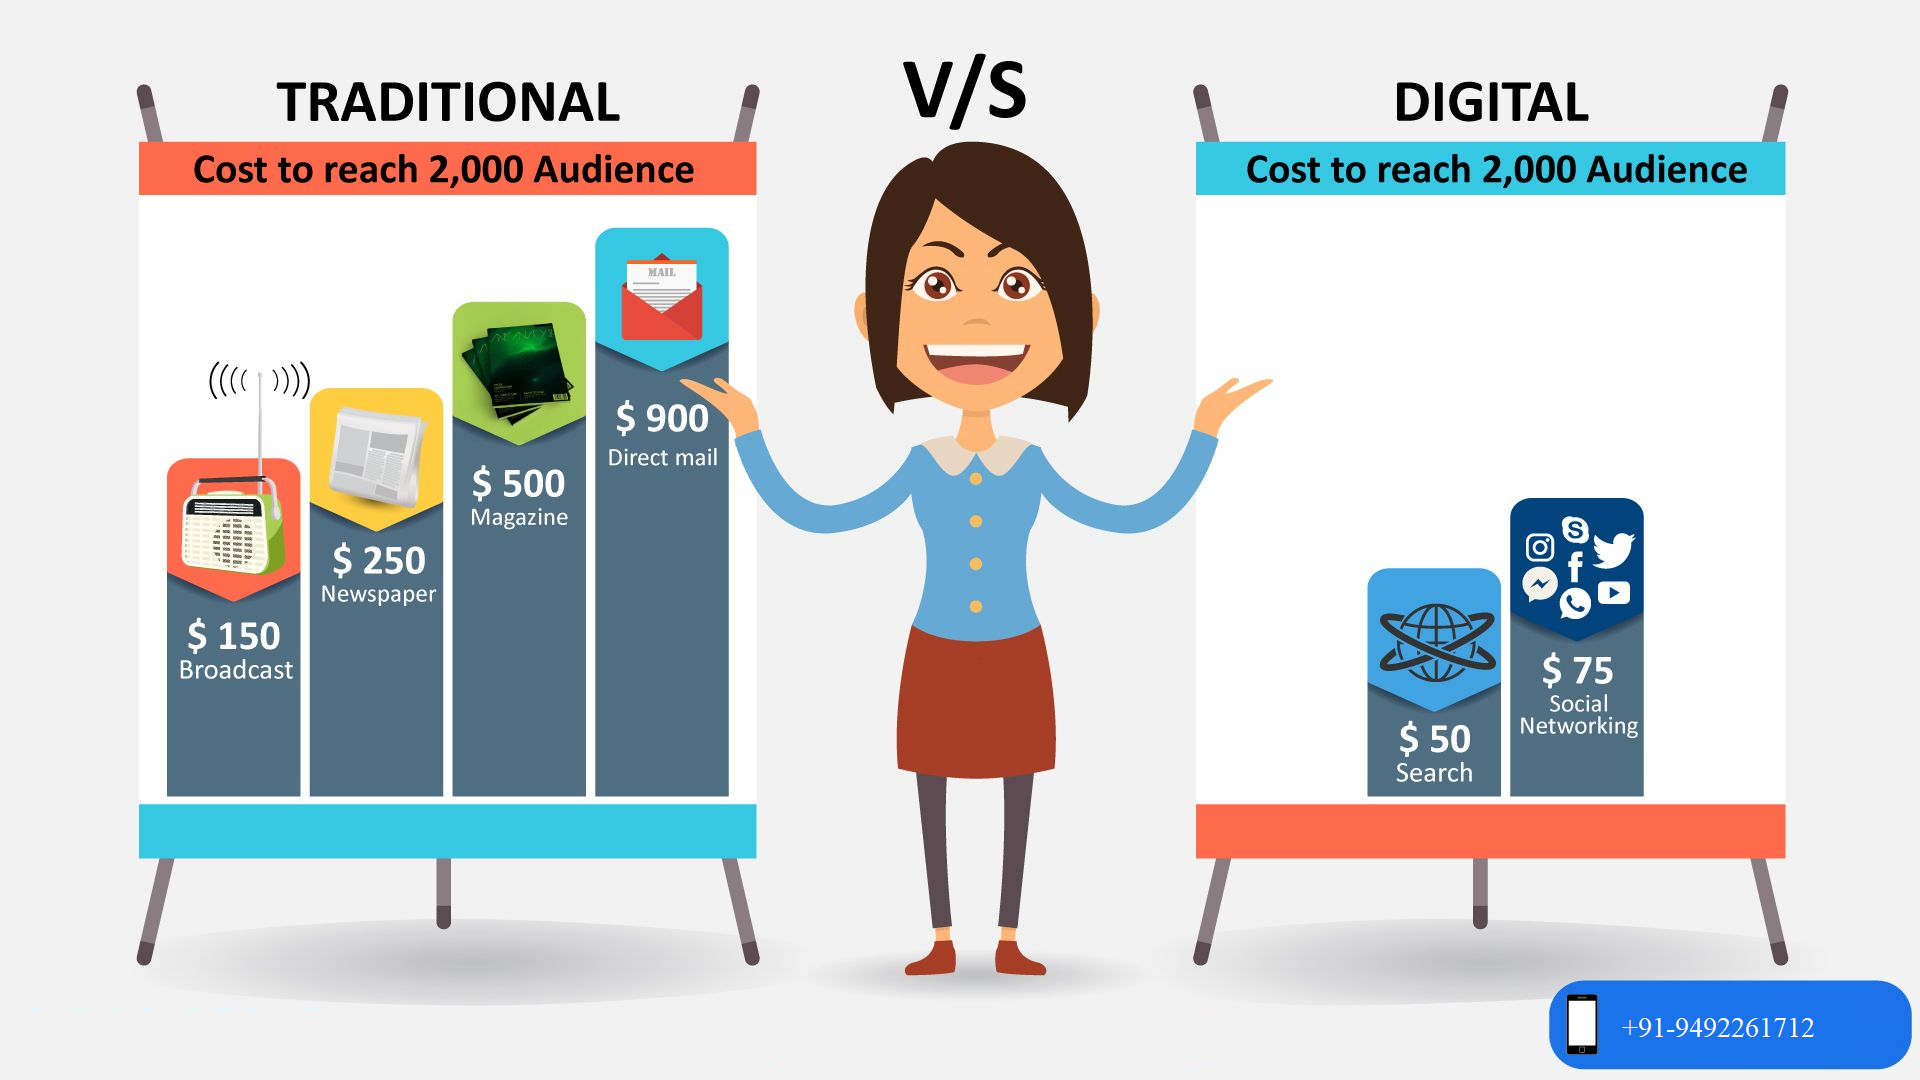 TRADITIONAL
V/S
DIGITAL
Cost to reach 2,000 Audience
Cost to reach 2,000 Audience
MAIL
$ 900
Direct mail
$ 500
Magazine
$ 250
Newspaper
$ 150
Broadcast
$ 75
Social
Networking
$ 50
Search
+91-9492261712